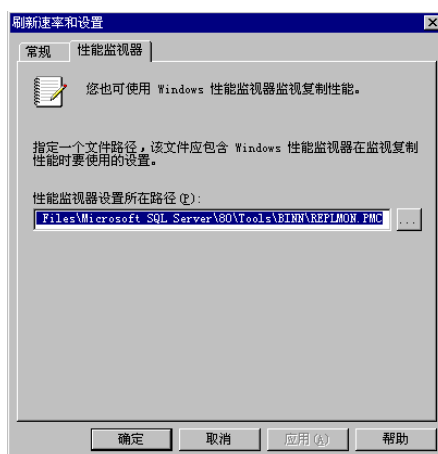 刷新速率和设置
常规 性能监视器
您也可使用 Windows 性能监视器监视复制性能。
指定一个文件路径，该文件应包含 Windows 性能监视器在监视复制
性能时要使用的设置。
性能监视器设置所在路径(P):
Files\Microsoft SQL Server\80\Tools\BINN\REPLMON.PMC ...
确定 取消 应用(A) 帮助